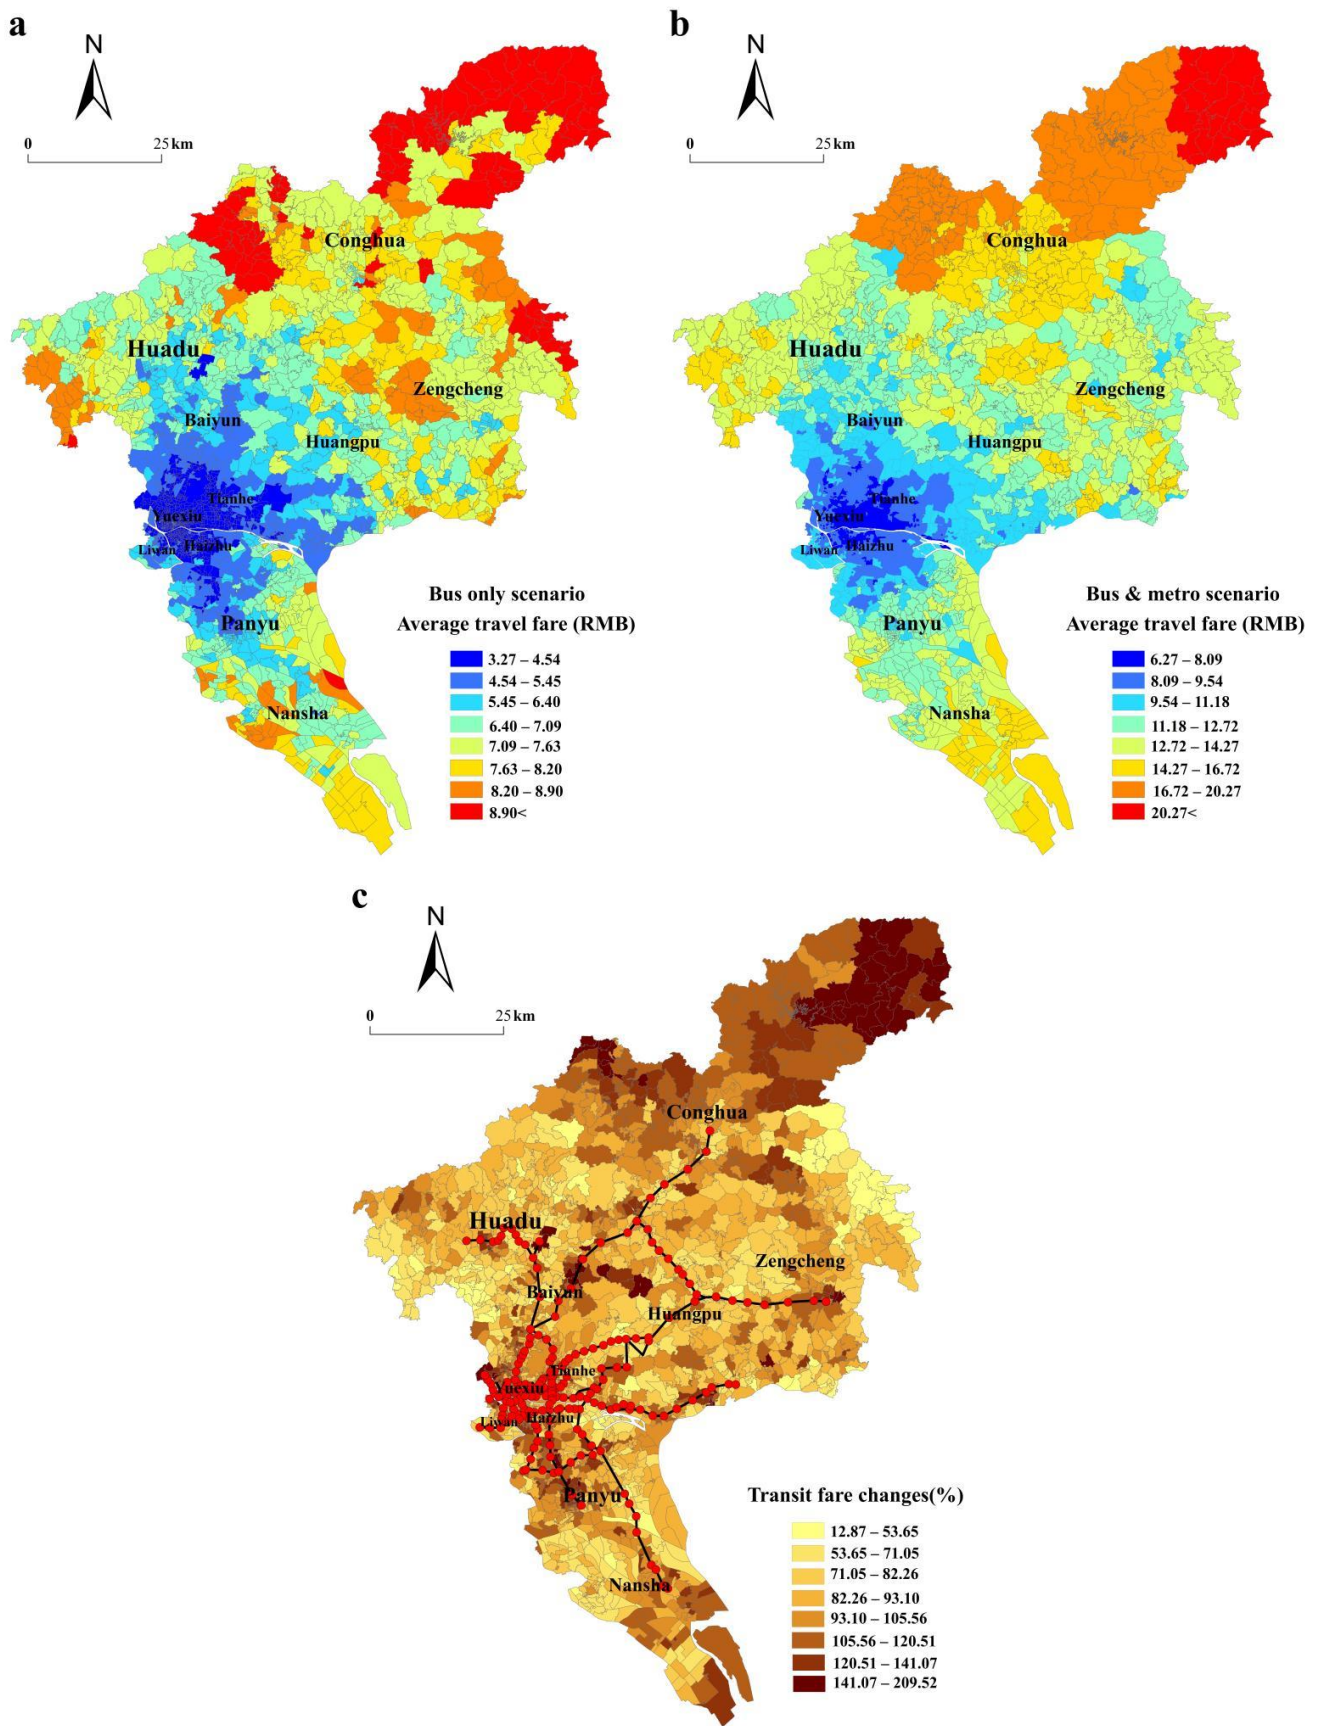 a
N
0 25 km
Conghua
Huadu
Zengcheng
Baiyun
Huangpu
Tianhe
Yuexiu
Liwan Haizhu
Panyu
Nansha
Bus only scenario
Average travel fare (RMB)
3.27 – 4.54
4.54 – 5.45
5.45 – 6.40
6.40 – 7.09
7.09 – 7.63
7.63 – 8.20
8.20 – 8.90
8.90<
b
N
0 25 km
Conghua
Huadu
Zengcheng
Baiyun
Huangpu
Tianhe
Yuexiu
Liwan Haizhu
Panyu
Nansha
Bus & metro scenario
Average travel fare (RMB)
6.27 – 8.09
8.09 – 9.54
9.54 – 11.18
11.18 – 12.72
12.72 – 14.27
14.27 – 16.72
16.72 – 20.27
20.27<
c
N
0 25 km
Conghua
Huadu
Zengcheng
Baiyun
Huangpu
Tianhe
Yuexiu
Liwan Haizhu
Panyu
Nansha
Transit fare changes(%)
12.87 – 53.65
53.65 – 71.05
71.05 – 82.26
82.26 – 93.10
93.10 – 105.56
105.56 – 120.51
120.51 – 141.07
141.07 – 209.52